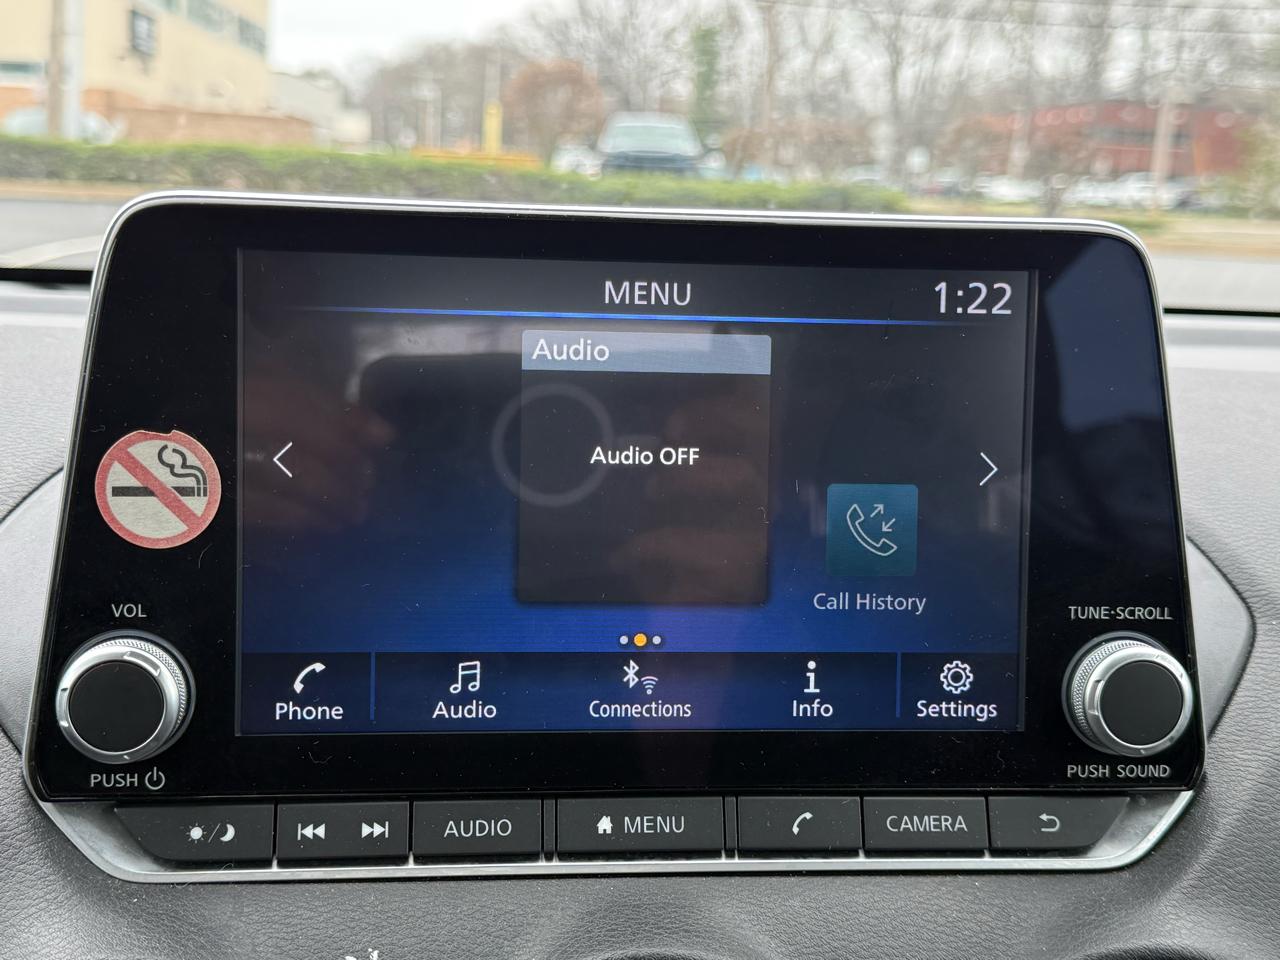 MENU
1:22
Audio
Audio OFF
Call History
VOL
TUNE·SCROLL
Phone
Audio
Connections
Info
Settings
PUSH
PUSH SOUND
AUDIO
MENU
CAMERA